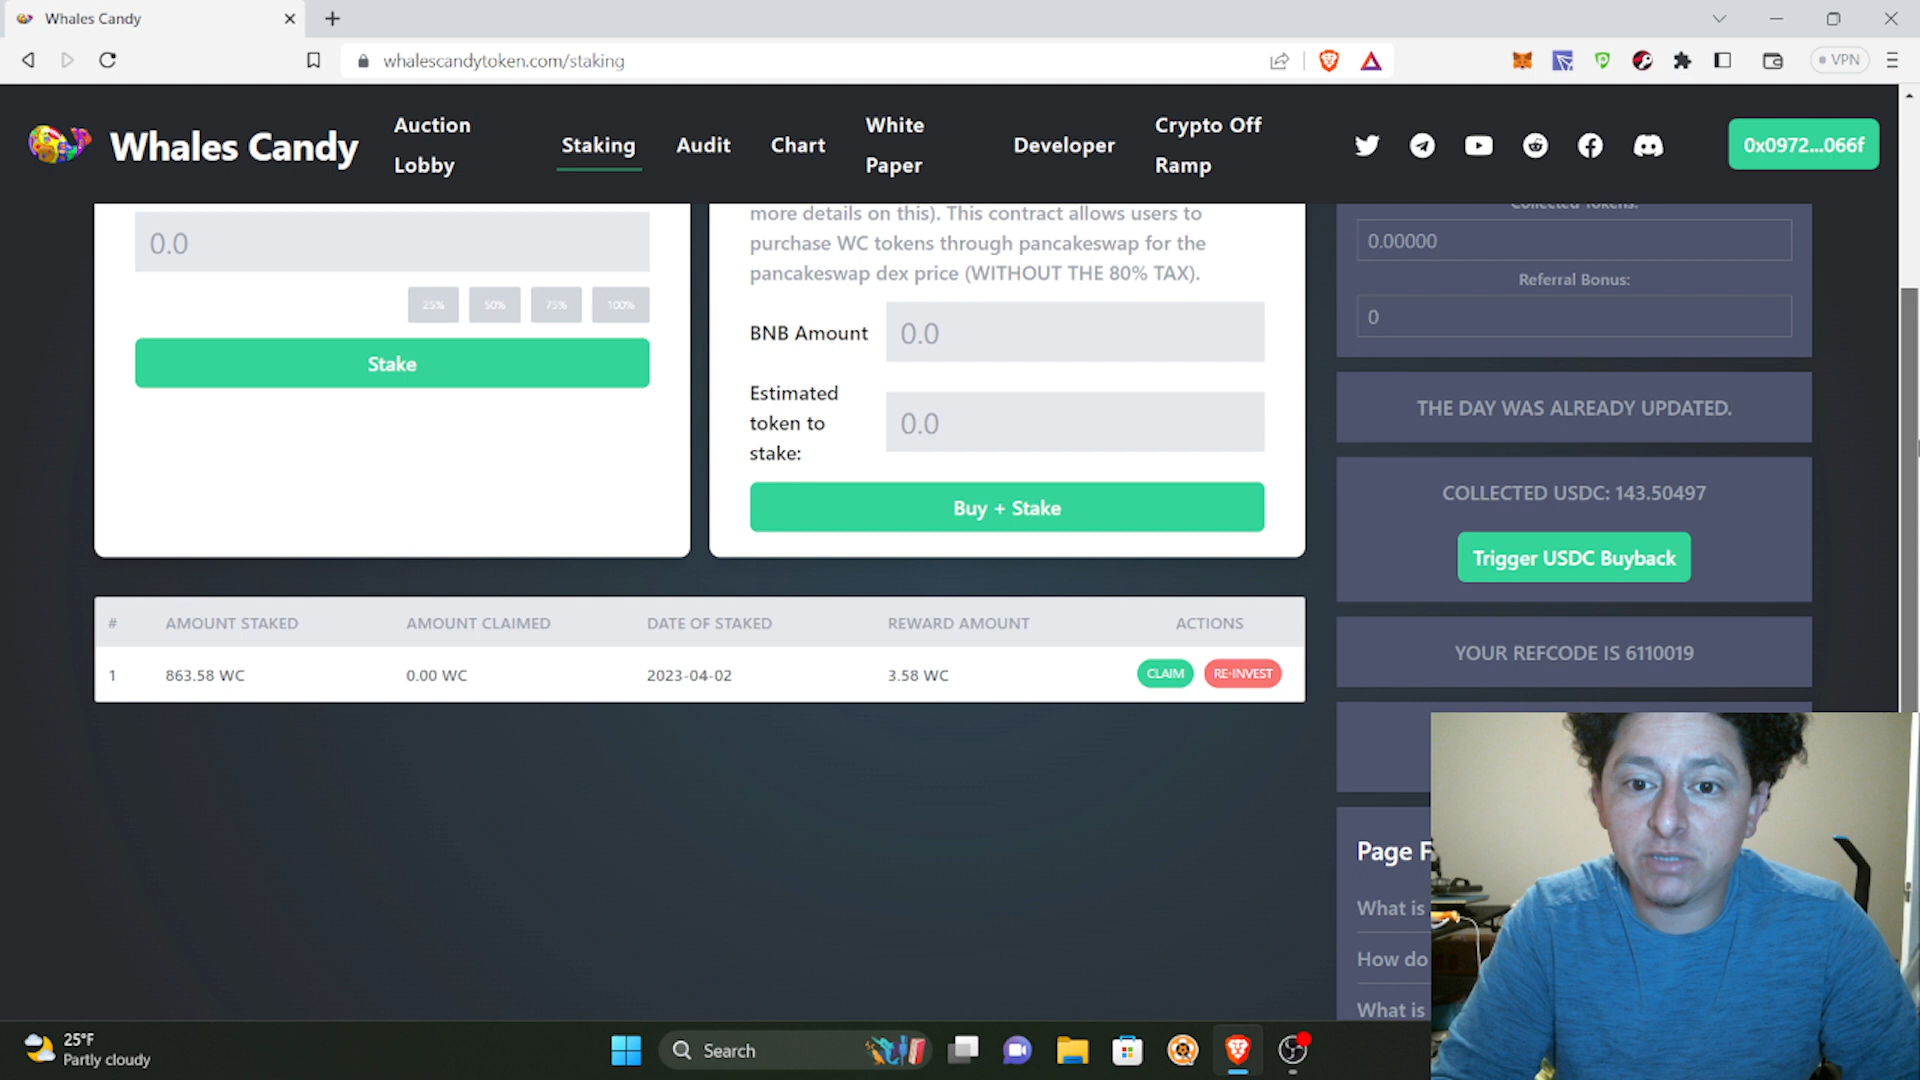 Whales Candy
whalescandytoken.com/staking
VPN
Whales Candy
Auction
Lobby
Staking
Audit
Chart
White
Paper
Developer
Crypto Off
Ramp
0x0972...066f
0.0
25%
50%
75%
100%
Stake
more details on this). This contract allows users to
purchase WC tokens through pancakeswap for the
pancakeswap dex price (WITHOUT THE 80% TAX).
BNB Amount
0.0
Estimated
token to
stake:
0.0
Buy + Stake
Collected Tokens:
0.00000
Referral Bonus:
0
THE DAY WAS ALREADY UPDATED.
COLLECTED USDC: 143.50497
Trigger USDC Buyback
YOUR REFCODE IS 6110019
# AMOUNT STAKED AMOUNT CLAIMED DATE OF STAKED REWARD AMOUNT ACTIONS
1 863.58 WC 0.00 WC 2023-04-02 3.58 WC CLAIM RE-INVEST
Page F
What is
How do
What is
25°F
Partly cloudy
Search